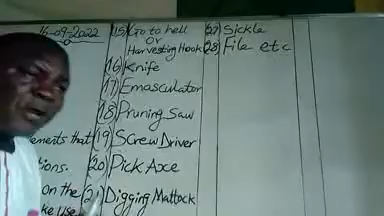 16-09-2022
ements that
ions.
on the
ke use
15) Go to hell
or
Harvesting Hook
16) Knife
17) Emasculator
18) Pruning Saw
19) Screw Driver
20) Pick Axe
21) Digging Mattock
27) Sickle
28) File etc